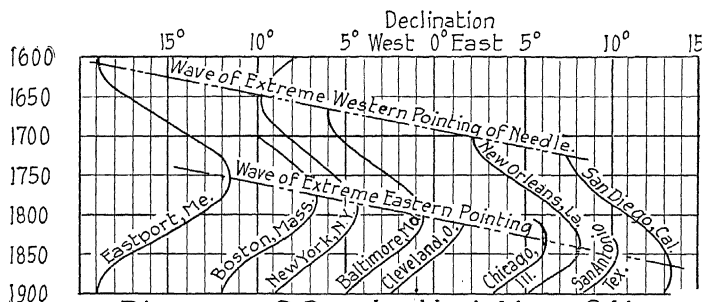 Declination
15° 10° 5° West 0° East 5° 10° 15
1600
1650
1700
1750
1800
1850
1900
Wave of Extreme Western Pointing of Needle.
Wave of Extreme Eastern Pointing
Eastport, Me.
Boston, Mass.
New York, N.Y.
Baltimore, Md.
Cleveland, O.
Chicago,
Ill.
New Orleans, La.
San Antonio
Tex.
San Diego, Cal.